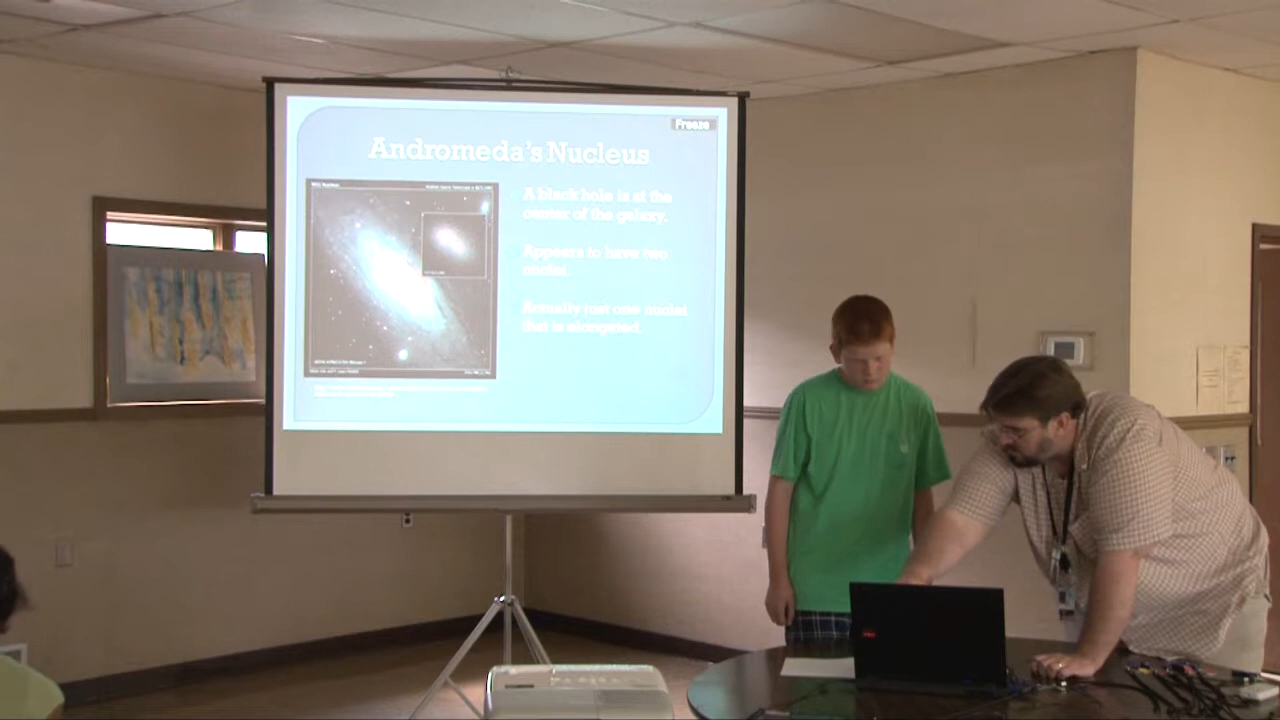 Freeze
Andromeda's Nucleus
A black hole is at the
center of the galaxy.
Appears to have two
nuclei.
Actually just one nuclei
that is elongated.